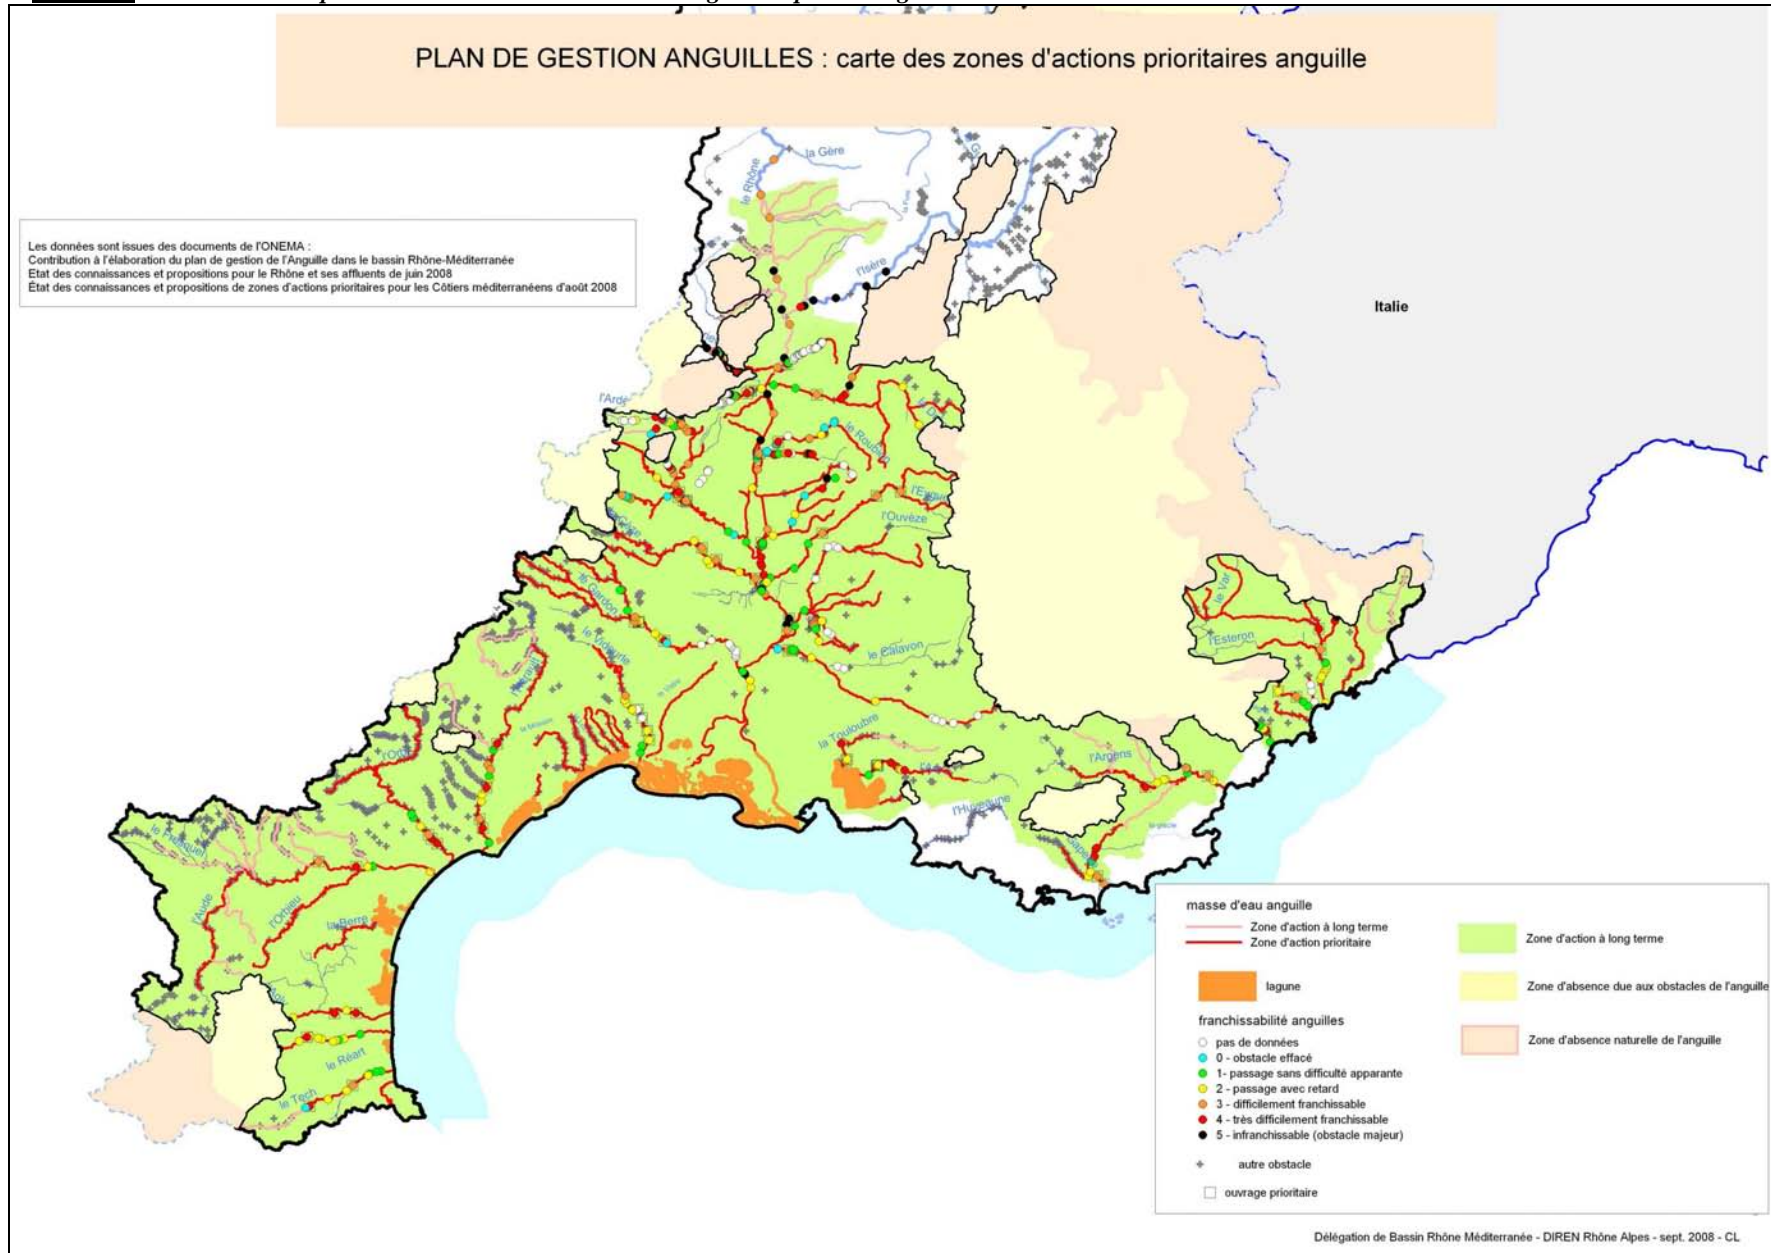 PLAN DE GESTION ANGUILLES : carte des zones d'actions prioritaires anguille
Les données sont issues des documents de l'ONEMA :
Contribution à l'élaboration du plan de gestion de l'Anguille dans le bassin Rhône-Méditerranée
Etat des connaissances et propositions pour le Rhône et ses affluents de juin 2008
État des connaissances et propositions de zones d'actions prioritaires pour les Côtiers méditerranéens d'août 2008
la Gère
le Rhône
l'Isère
Italie
l'Ardè
le Roubion
l'Eygu
l'Ouvèze
la Cèze
le Gardon
le Vidourle
le Calavon
le Var
l'Esteron
l'Hérault
le Vistre
la Touloubre
l'Argens
l'Orb
l'Huveaune
le Fresquel
l'Aude
l'Orbieu
la Berre
le Réart
le Tech
masse d'eau anguille
Zone d'action à long terme
Zone d'action prioritaire
lagune
franchissabilité anguilles
pas de données
0 - obstacle effacé
1- passage sans difficulté apparante
2 - passage avec retard
3 - difficilement franchissable
4 - très difficilement franchissable
5 - infranchissable (obstacle majeur)
autre obstacle
ouvrage prioritaire
Zone d'action à long terme
Zone d'absence due aux obstacles de l'anguille
Zone d'absence naturelle de l'anguille
Délégation de Bassin Rhône Méditerranée - DIREN Rhône Alpes - sept. 2008 - CL